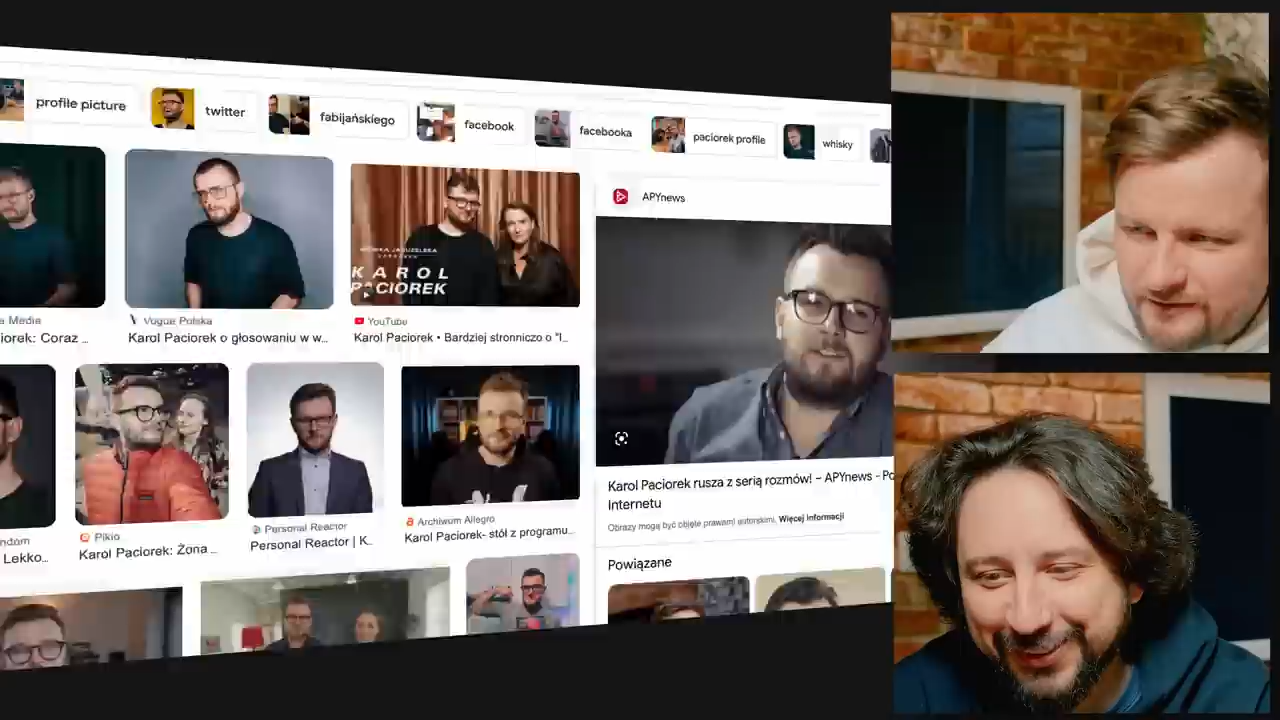 profile picture
twitter
fabijańskiego
facebook
facebooka
paciorek profile
whisky
APYnews
KAROL
PACIOREK
Media
Vogue Polska
YouTube
iorek: Coraz ...
Karol Paciorek o głosowaniu w w...
Karol Paciorek • Bardziej stronniczo o "I...
Karol Paciorek rusza z serią rozmów! – APYnews - Po
Internetu
Obrazy mogą być objęte prawami autorskimi. Więcej informacji
Pikio
Personal Reactor
Archiwum Allegro
Lekko...
Karol Paciorek: Żona ...
Personal Reactor | K...
Karol Paciorek- stół z programu...
Powiązane